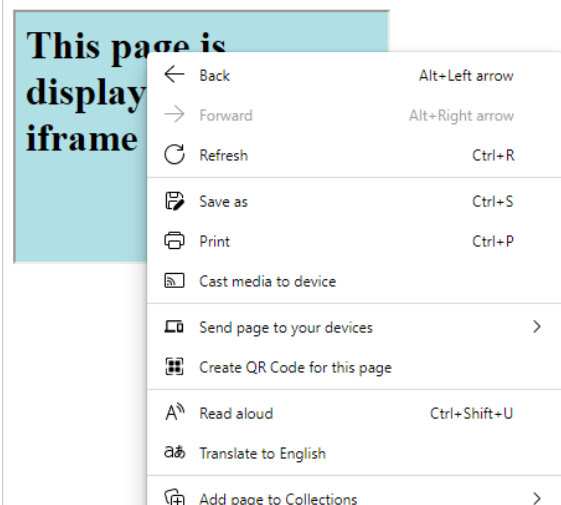 This page is
display
iframe
Back Alt+Left arrow
Forward Alt+Right arrow
Refresh Ctrl+R
Save as Ctrl+S
Print Ctrl+P
Cast media to device
Send page to your devices
Create QR Code for this page
Read aloud Ctrl+Shift+U
Translate to English
Add page to Collections